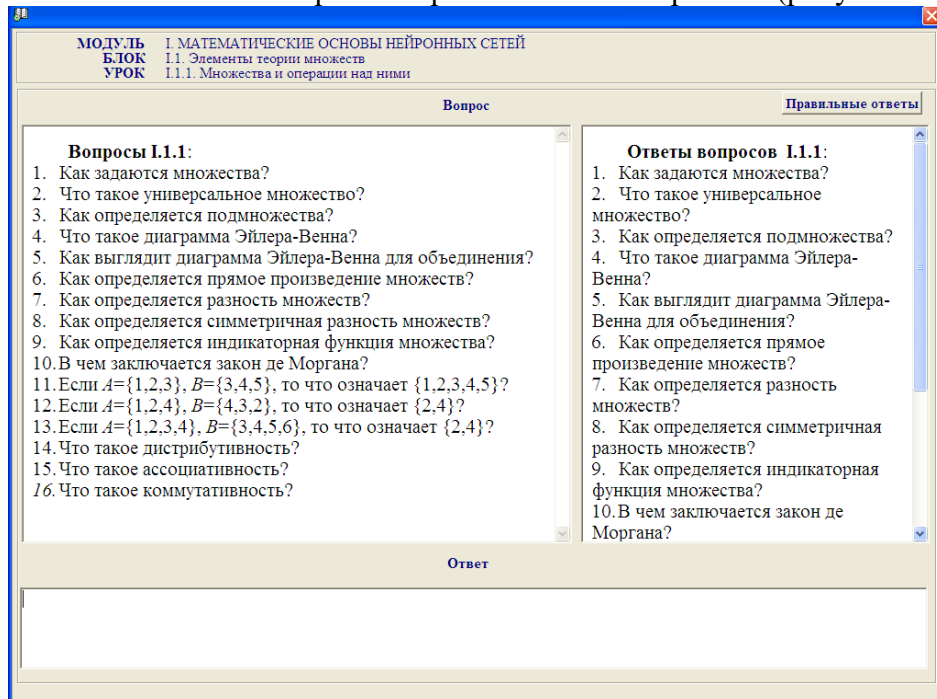 МОДУЛЬ I. МАТЕМАТИЧЕСКИЕ ОСНОВЫ НЕЙРОННЫХ СЕТЕЙ
БЛОК I.1. Элементы теории множеств
УРОК I.1.1. Множества и операции над ними
Вопрос
Правильные ответы
Вопросы I.1.1:
1. Как задаются множества?
2. Что такое универсальное множество?
3. Как определяется подмножества?
4. Что такое диаграмма Эйлера-Венна?
5. Как выглядит диаграмма Эйлера-Венна для объединения?
6. Как определяется прямое произведение множеств?
7. Как определяется разность множеств?
8. Как определяется симметричная разность множеств?
9. Как определяется индикаторная функция множества?
10. В чем заключается закон де Моргана?
11. Если A={1,2,3}, B={3,4,5}, то что означает {1,2,3,4,5}?
12. Если A={1,2,4}, B={4,3,2}, то что означает {2,4}?
13. Если A={1,2,3,4}, B={3,4,5,6}, то что означает {2,4}?
14. Что такое дистрибутивность?
15. Что такое ассоциативность?
16. Что такое коммутативность?
Ответы вопросов I.1.1:
1. Как задаются множества?
2. Что такое универсальное
множество?
3. Как определяется подмножества?
4. Что такое диаграмма Эйлера-
Венна?
5. Как выглядит диаграмма Эйлера-
Венна для объединения?
6. Как определяется прямое
произведение множеств?
7. Как определяется разность
множеств?
8. Как определяется симметричная
разность множеств?
9. Как определяется индикаторная
функция множества?
10. В чем заключается закон де
Моргана?
Ответ